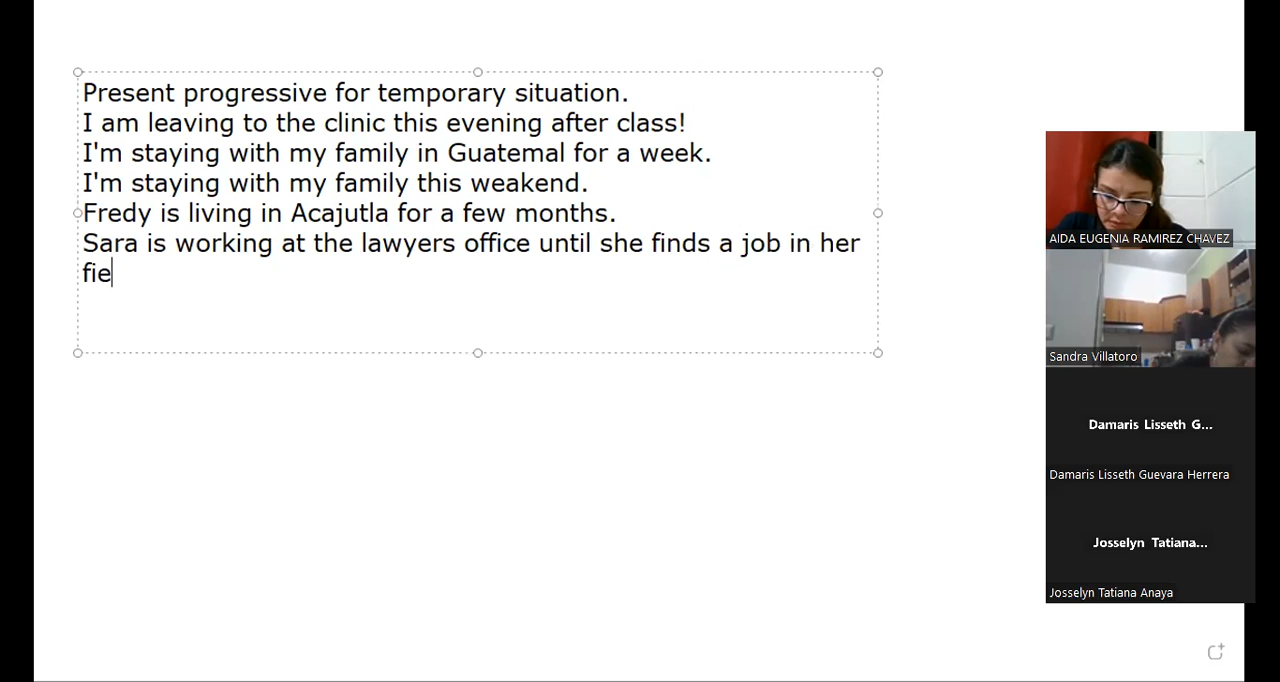 Present progressive for temporary situation.
I am leaving to the clinic this evening after class!
I'm staying with my family in Guatemal for a week.
I'm staying with my family this weakend.
Fredy is living in Acajutla for a few months.
Sara is working at the lawyers office until she finds a job in her
fie
AIDA EUGENIA RAMIREZ CHAVEZ
Sandra Villatoro
Damaris Lisseth G...
Damaris Lisseth Guevara Herrera
Josselyn Tatiana...
Josselyn Tatiana Anaya